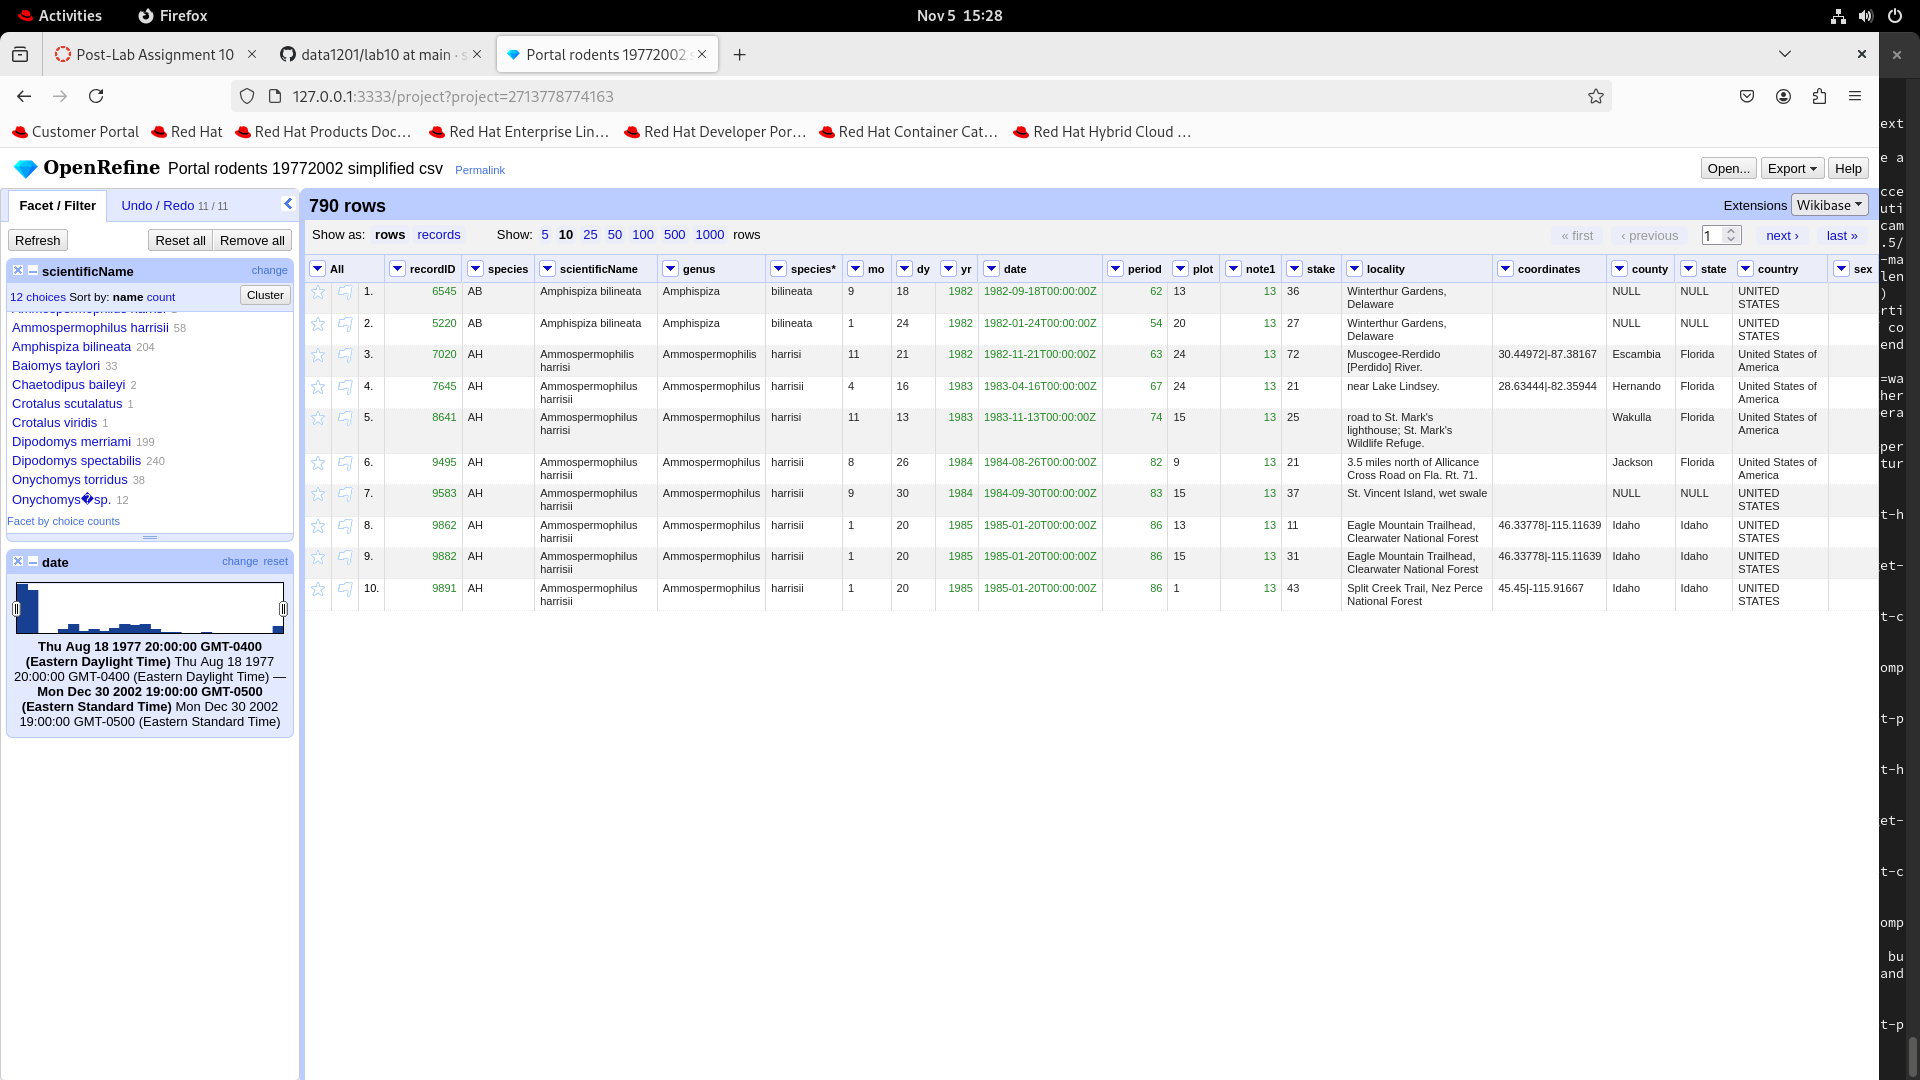 Activities Firefox Nov 5 15:28
Post-Lab Assignment 10 data1201/lab10 at main · s Portal rodents 19772002 s
127.0.0.1:3333/project?project=2713778774163
Customer Portal Red Hat Red Hat Products Doc… Red Hat Enterprise Lin… Red Hat Developer Por… Red Hat Container Cat… Red Hat Hybrid Cloud …
OpenRefine Portal rodents 19772002 simplified csv Permalink Open... Export Help
Facet / Filter Undo / Redo 11 / 11
Refresh Reset all Remove all
scientificName change
12 choices Sort by: name count Cluster
Ammospermophilus harrisii 58
Amphispiza bilineata 204
Baiomys taylori 33
Chaetodipus baileyi 2
Crotalus scutalatus 1
Crotalus viridis 1
Dipodomys merriami 199
Dipodomys spectabilis 240
Onychomys torridus 38
Onychomys�sp. 12
Facet by choice counts
date change reset
Thu Aug 18 1977 20:00:00 GMT-0400
(Eastern Daylight Time) Thu Aug 18 1977
20:00:00 GMT-0400 (Eastern Daylight Time) —
Mon Dec 30 2002 19:00:00 GMT-0500
(Eastern Standard Time) Mon Dec 30 2002
19:00:00 GMT-0500 (Eastern Standard Time)
790 rows Extensions Wikibase
Show as: rows records Show: 5 10 25 50 100 500 1000 rows « first ‹ previous 1 next › last »
All recordID species scientificName genus species* mo dy yr date period plot note1 stake locality coordinates county state country sex
1. 6545 AB Amphispiza bilineata Amphispiza bilineata 9 18 1982 1982-09-18T00:00:00Z 62 13 13 36 Winterthur Gardens, NULL NULL UNITED
Delaware STATES
2. 5220 AB Amphispiza bilineata Amphispiza bilineata 1 24 1982 1982-01-24T00:00:00Z 54 20 13 27 Winterthur Gardens, NULL NULL UNITED
Delaware STATES
3. 7020 AH Ammospermophilis Ammospermophilis harrisi 11 21 1982 1982-11-21T00:00:00Z 63 24 13 72 Muscogee-Rerdido 30.44972|-87.38167 Escambia Florida United States of
harrisi [Perdido] River. America
4. 7645 AH Ammospermophilus Ammospermophilus harrisii 4 16 1983 1983-04-16T00:00:00Z 67 24 13 21 near Lake Lindsey. 28.63444|-82.35944 Hernando Florida United States of
harrisii America
5. 8641 AH Ammospermophilus Ammospermophilus harrisi 11 13 1983 1983-11-13T00:00:00Z 74 15 13 25 road to St. Mark's Wakulla Florida United States of
harrisi lighthouse; St. Mark's America
Wildlife Refuge.
6. 9495 AH Ammospermophilus Ammospermophilus harrisii 8 26 1984 1984-08-26T00:00:00Z 82 9 13 21 3.5 miles north of Allicance Jackson Florida United States of
harrisii Cross Road on Fla. Rt. 71. America
7. 9583 AH Ammospermophilus Ammospermophilus harrisii 9 30 1984 1984-09-30T00:00:00Z 83 15 13 37 St. Vincent Island, wet swale NULL NULL UNITED
harrisii STATES
8. 9862 AH Ammospermophilus Ammospermophilus harrisii 1 20 1985 1985-01-20T00:00:00Z 86 13 13 11 Eagle Mountain Trailhead, 46.33778|-115.11639 Idaho Idaho UNITED
harrisii Clearwater National Forest STATES
9. 9882 AH Ammospermophilus Ammospermophilus harrisii 1 20 1985 1985-01-20T00:00:00Z 86 15 13 31 Eagle Mountain Trailhead, 46.33778|-115.11639 Idaho Idaho UNITED
harrisii Clearwater National Forest STATES
10. 9891 AH Ammospermophilus Ammospermophilus harrisii 1 20 1985 1985-01-20T00:00:00Z 86 1 13 43 Split Creek Trail, Nez Perce 45.45|-115.91667 Idaho Idaho UNITED
harrisii National Forest STATES
ext
e a
cce
uti
cam
.5/
-ma
len
)
rti
co
end
=wa
her
era
per
tur
t-h
et-
t-c
omp
t-p
t-h
et-
t-c
omp
bu
and
t-p